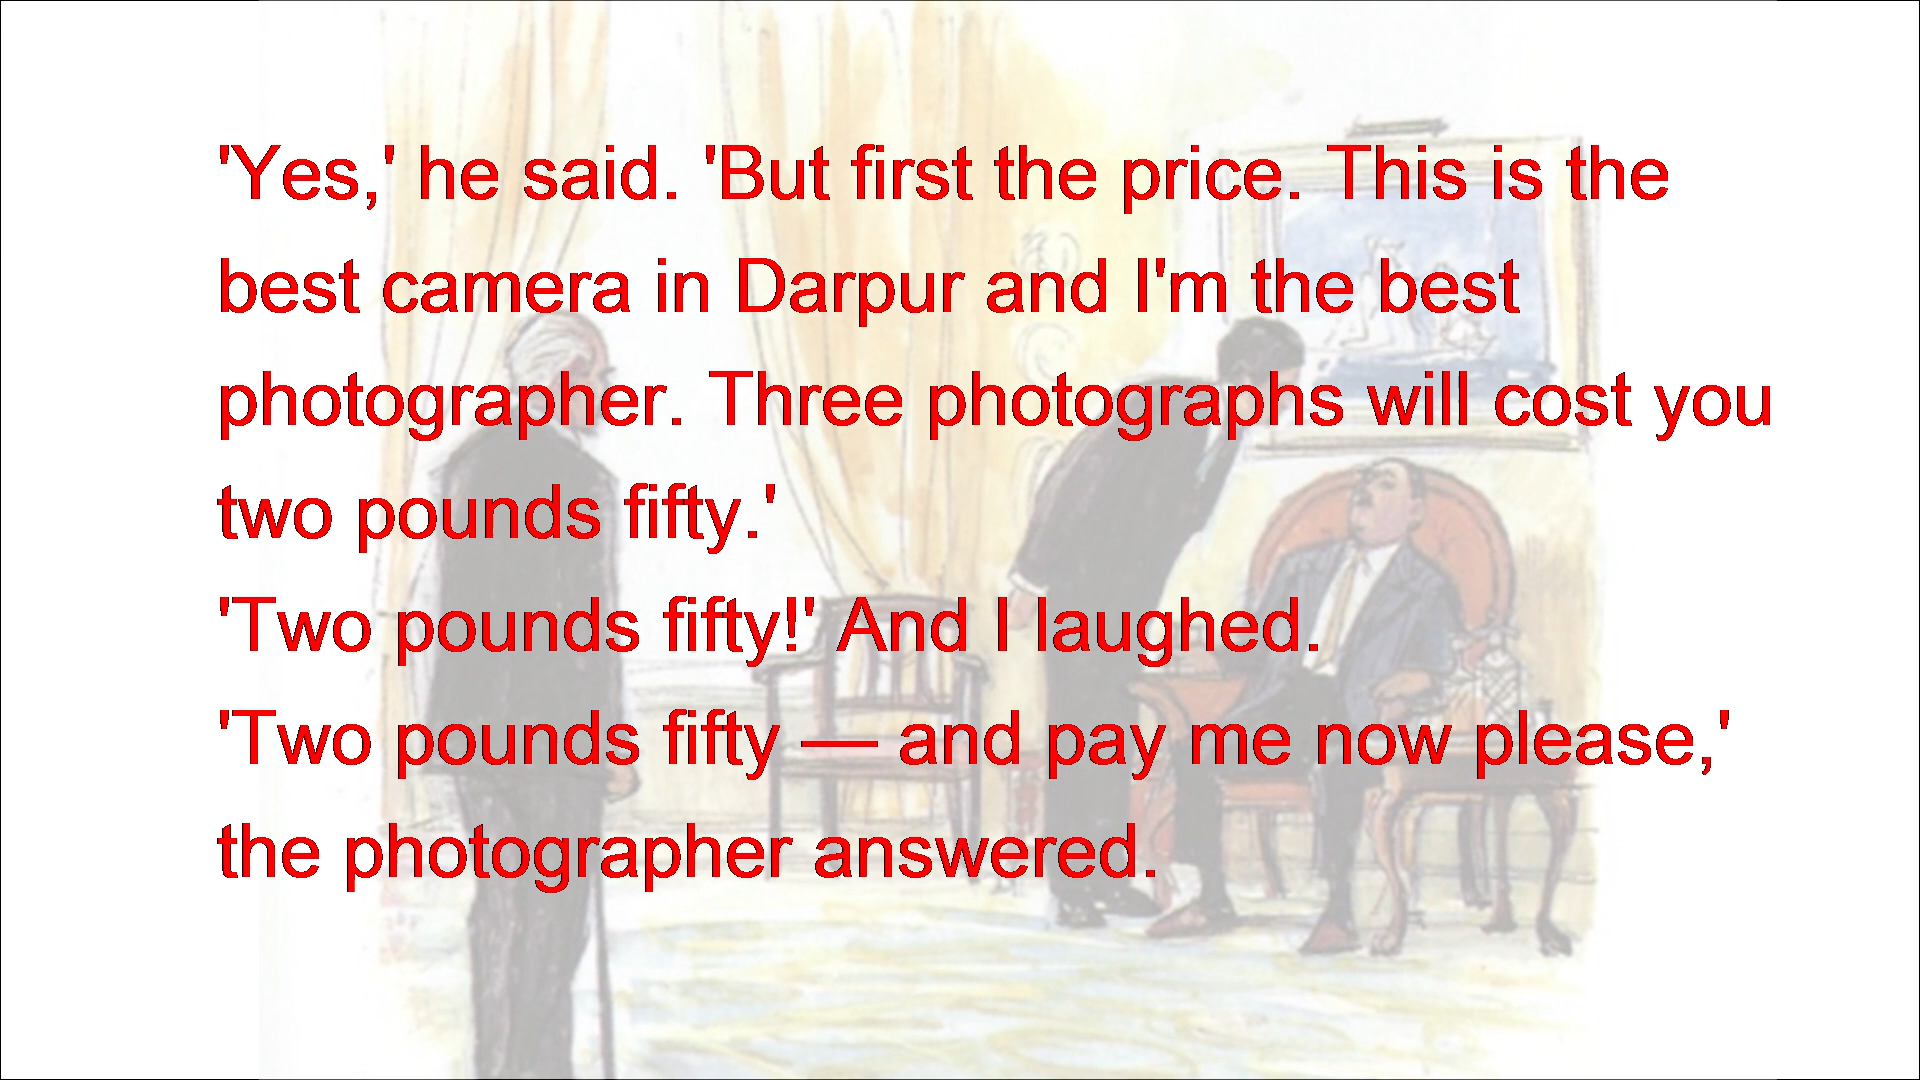 'Yes,' he said. 'But first the price. This is the
best camera in Darpur and I'm the best
photographer. Three photographs will cost you
two pounds fifty.'
'Two pounds fifty!' And I laughed.
'Two pounds fifty — and pay me now please,'
the photographer answered.